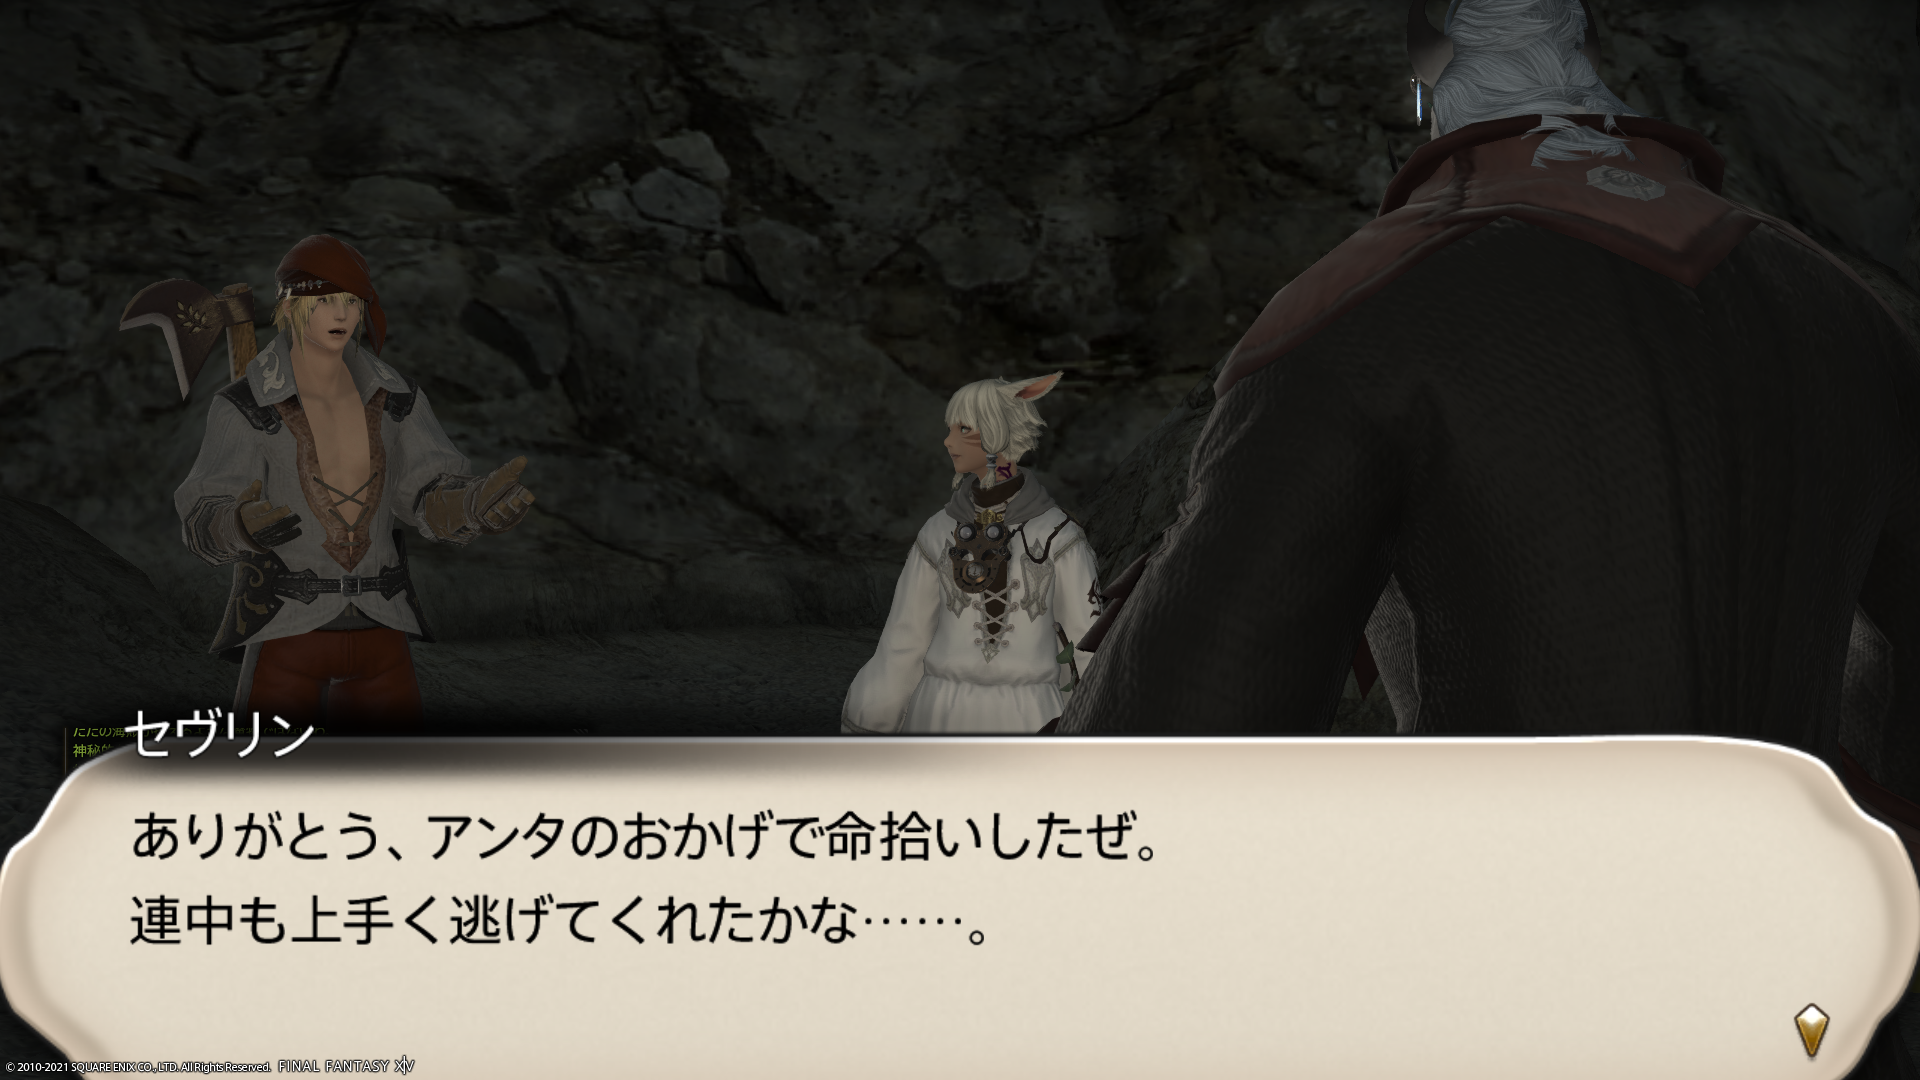 セヴリン
ありがとう、アンタのおかげで命拾いしたぜ。
連中も上手く逃げてくれたかな……。
© 2010-2021 SQUARE ENIX CO., LTD. All Rights Reserved. FINAL FANTASY XIV